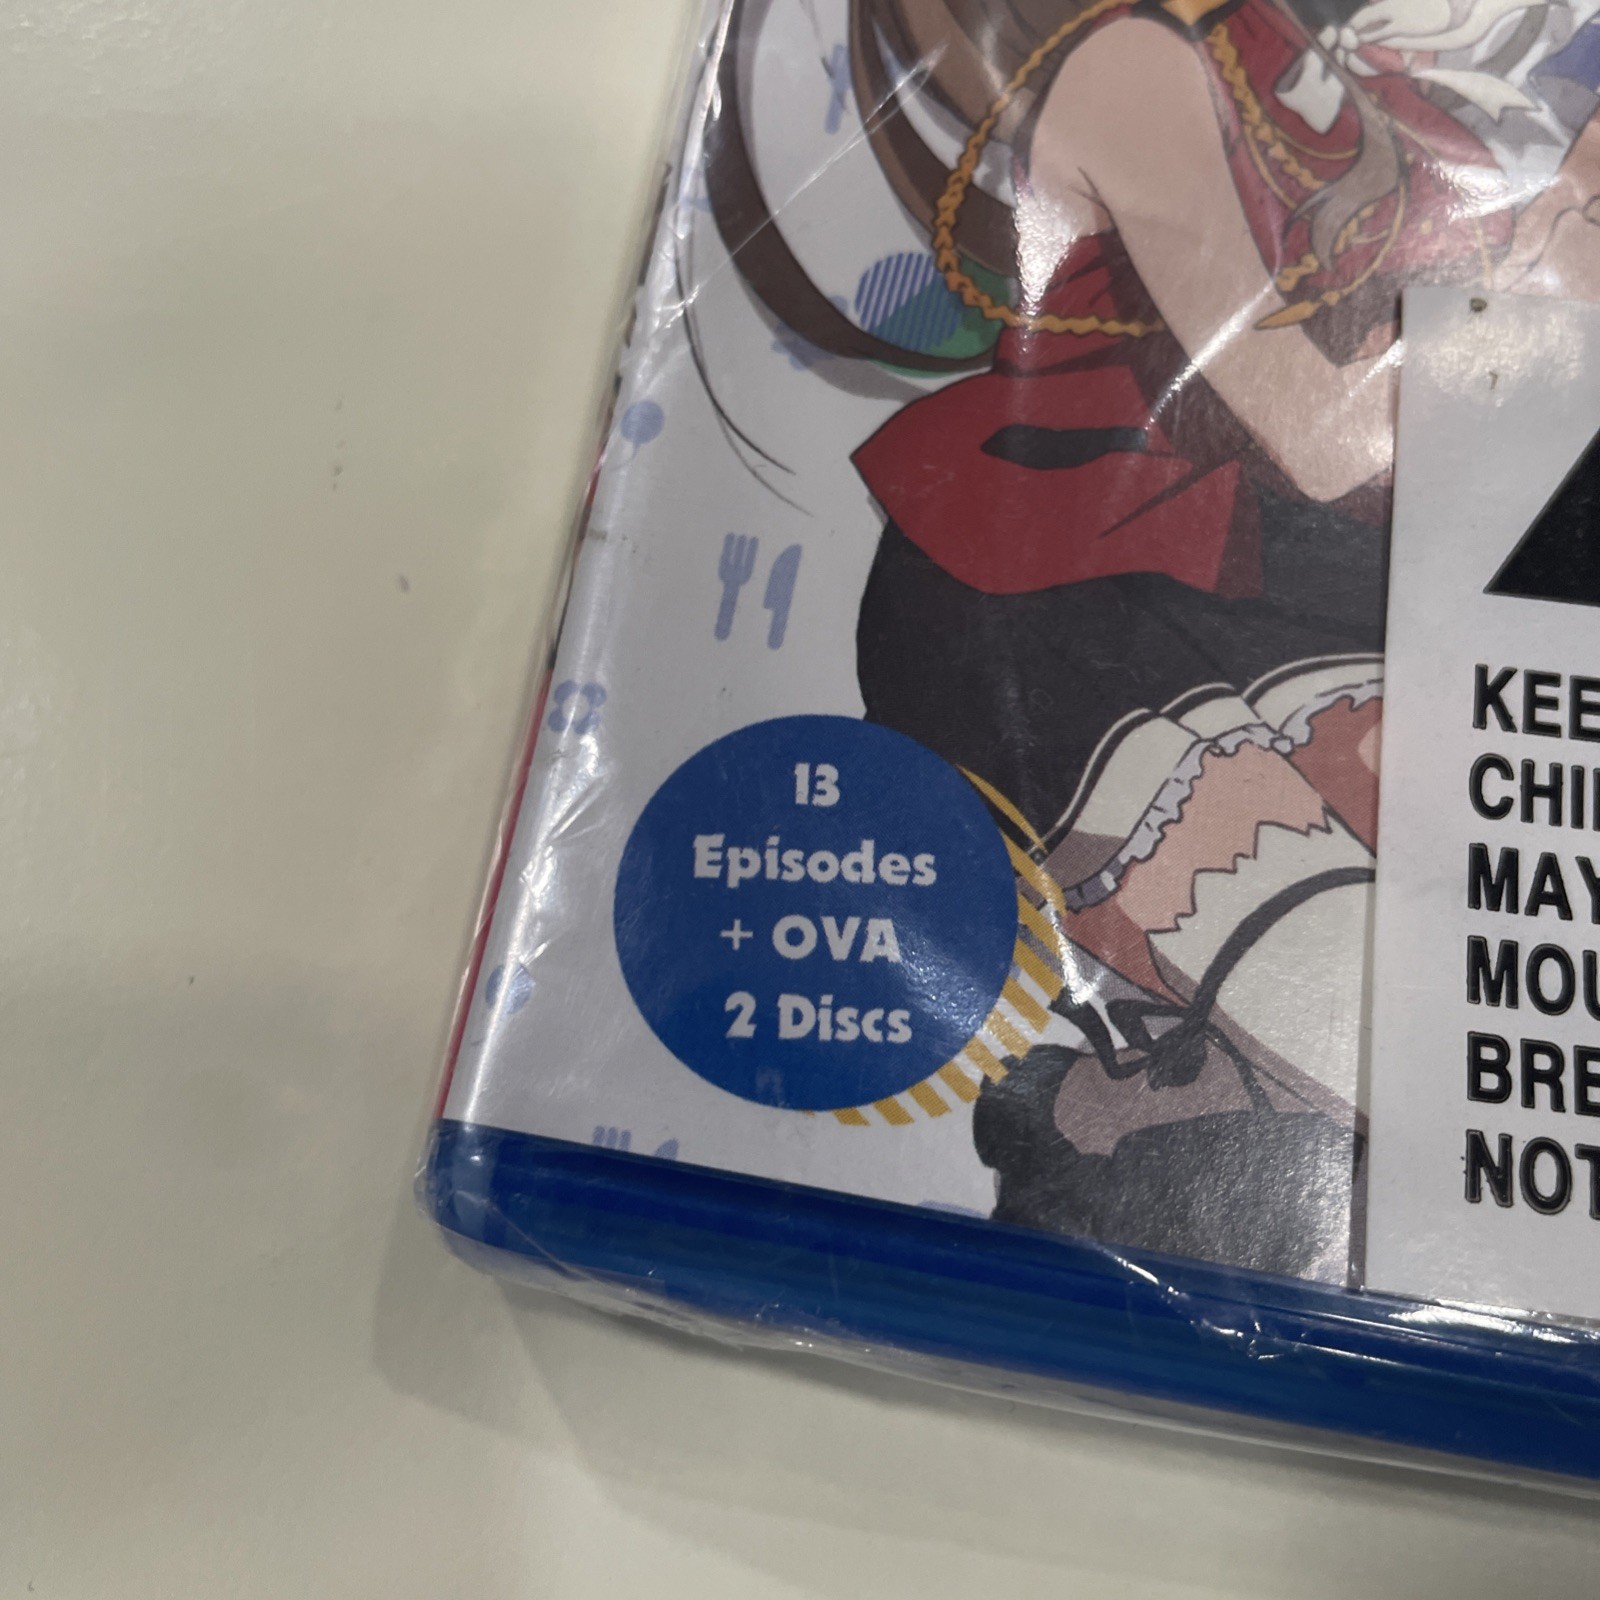 13
Episodes
+ OVA
2 Discs
KEE
CHI
MAY
MOU
BRE
NOT